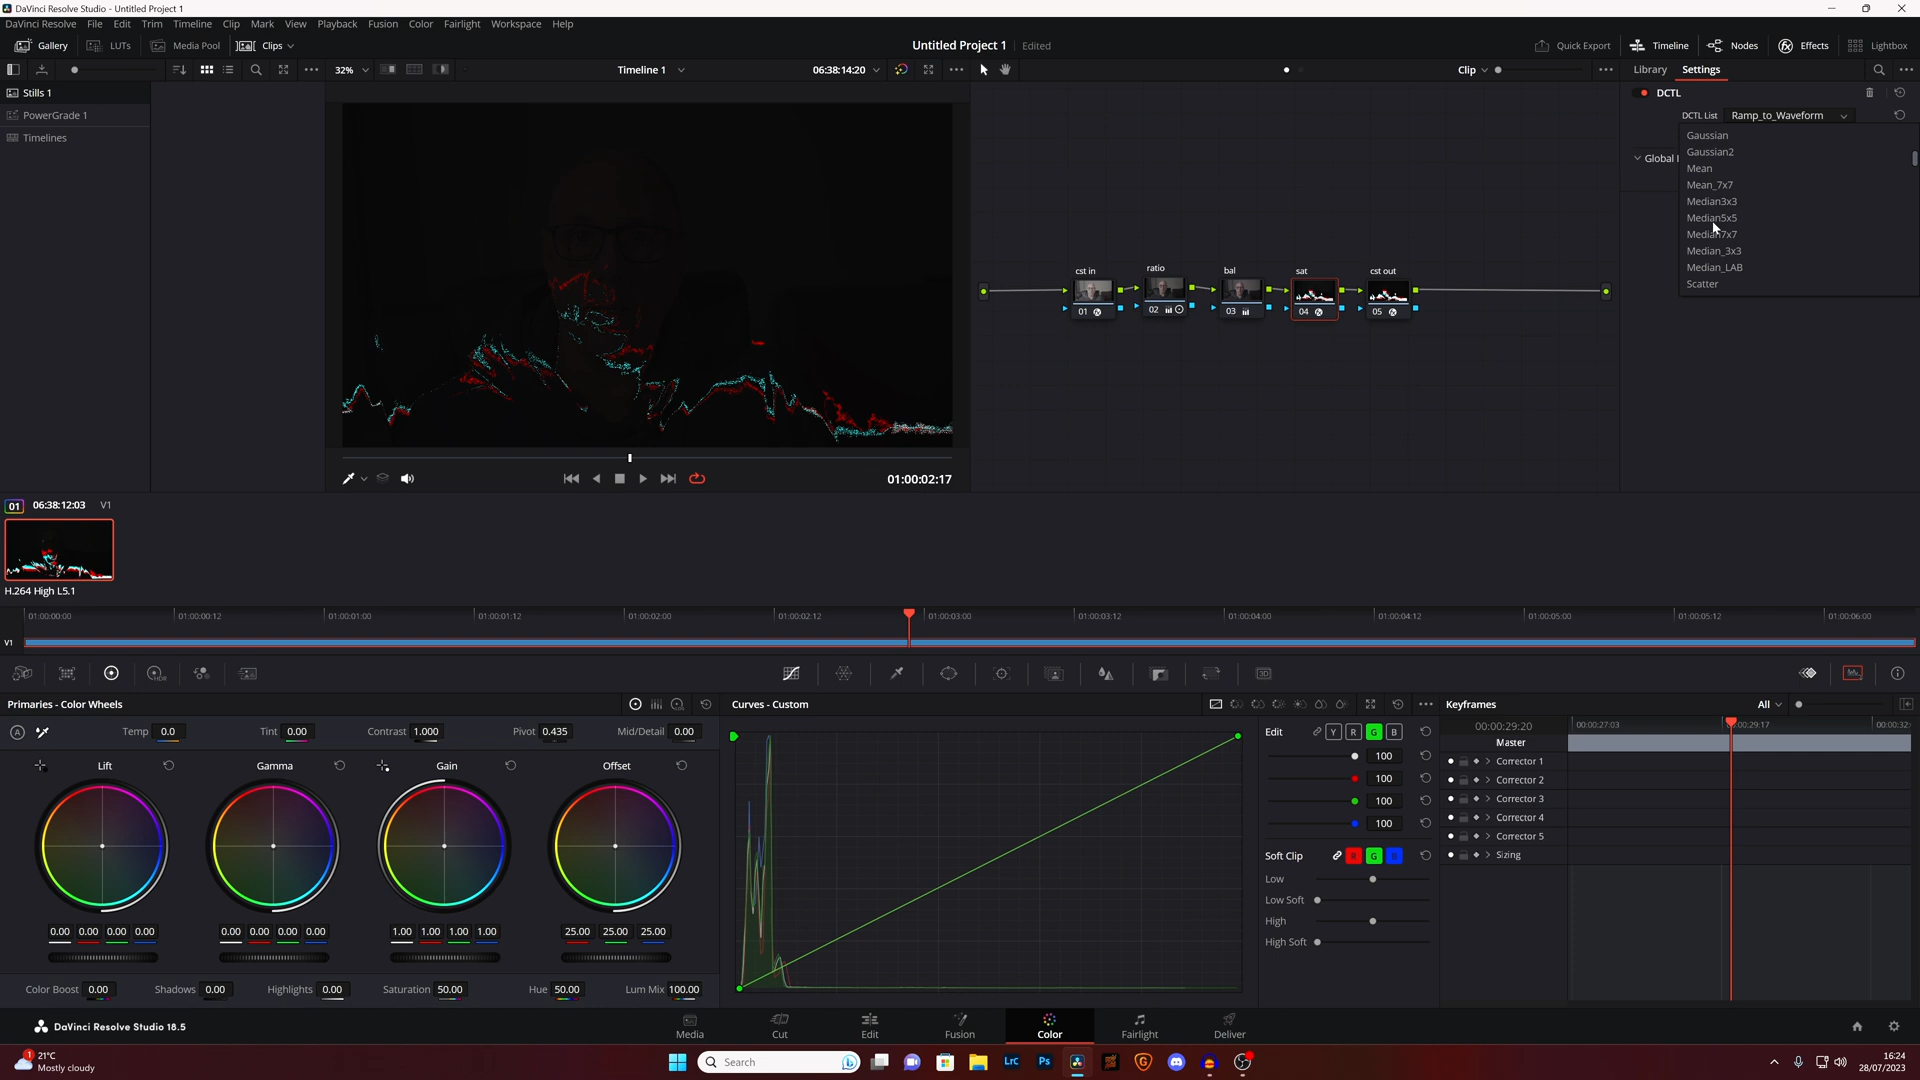 DaVinci Resolve Studio - Untitled Project 1
DaVinci Resolve File Edit Trim Timeline Clip Mark View Playback Fusion Color Fairlight Workspace Help
Gallery LUTs Media Pool Clips Untitled Project 1 Edited Quick Export Timeline Nodes Effects Lightbox
32% Timeline 1 06:38:14:20 Clip Library Settings
Stills 1
PowerGrade 1
Timelines
DCTL
DCTL List Ramp_to_Waveform
Global
Gaussian
Gaussian2
Mean
Mean_7x7
Median3x3
Median5x5
Median7x7
Median_3x3
Median_LAB
Scatter
cst in ratio bal sat cst out
01 02 03 04 05
01:00:02:17
01 06:38:12:03 V1
H.264 High L5.1
01:00:00:00 01:00:00:12 01:00:01:00 01:00:01:12 01:00:02:00 01:00:02:12 01:00:03:00 01:00:03:12 01:00:04:00 01:00:04:12 01:00:05:00 01:00:05:12 01:00:06:00
V1
Primaries - Color Wheels Curves - Custom Keyframes All
Temp 0.0 Tint 0.00 Contrast 1.000 Pivot 0.435 Mid/Detail 0.00
Lift Gamma Gain Offset
0.00 0.00 0.00 0.00 0.00 0.00 0.00 0.00 1.00 1.00 1.00 1.00 25.00 25.00 25.00
Color Boost 0.00 Shadows 0.00 Highlights 0.00 Saturation 50.00 Hue 50.00 Lum Mix 100.00
Edit Y R G B
100
100
100
100
Soft Clip R G B
Low
Low Soft
High
High Soft
00:00:29:20 00:00:27:03 00:29:17 00:00:32:
Master
Corrector 1
Corrector 2
Corrector 3
Corrector 4
Corrector 5
Sizing
DaVinci Resolve Studio 18.5
Media Cut Edit Fusion Color Fairlight Deliver
1 21°C
Mostly cloudy
Search
LrC Ps
16:24
28/07/2023